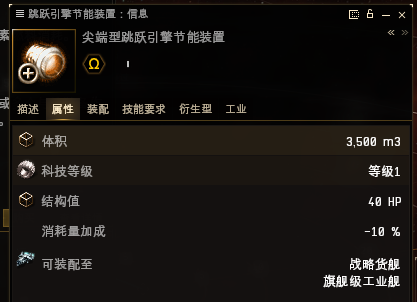 跳跃引擎节能装置：信息
尖端型跳跃引擎节能装置
Ω
描述 属性 装配 技能要求 衍生型 工业
体积 3,500 m3
科技等级 等级1
结构值 40 HP
消耗量加成 -10 %
可装配至 战略货舰
旗舰级工业舰